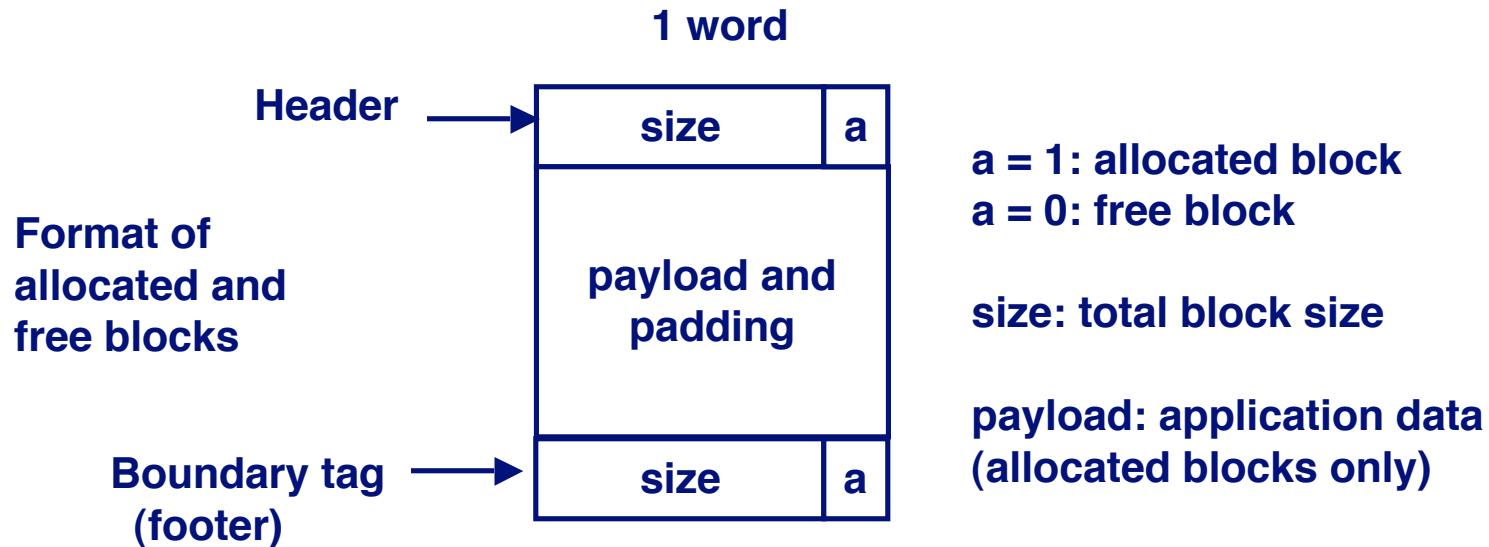 1 word
Header
size
a
a = 1: allocated block
a = 0: free block
Format of
allocated and
free blocks
payload and
padding
size: total block size
payload: application data
(allocated blocks only)
Boundary tag
(footer)
size
a